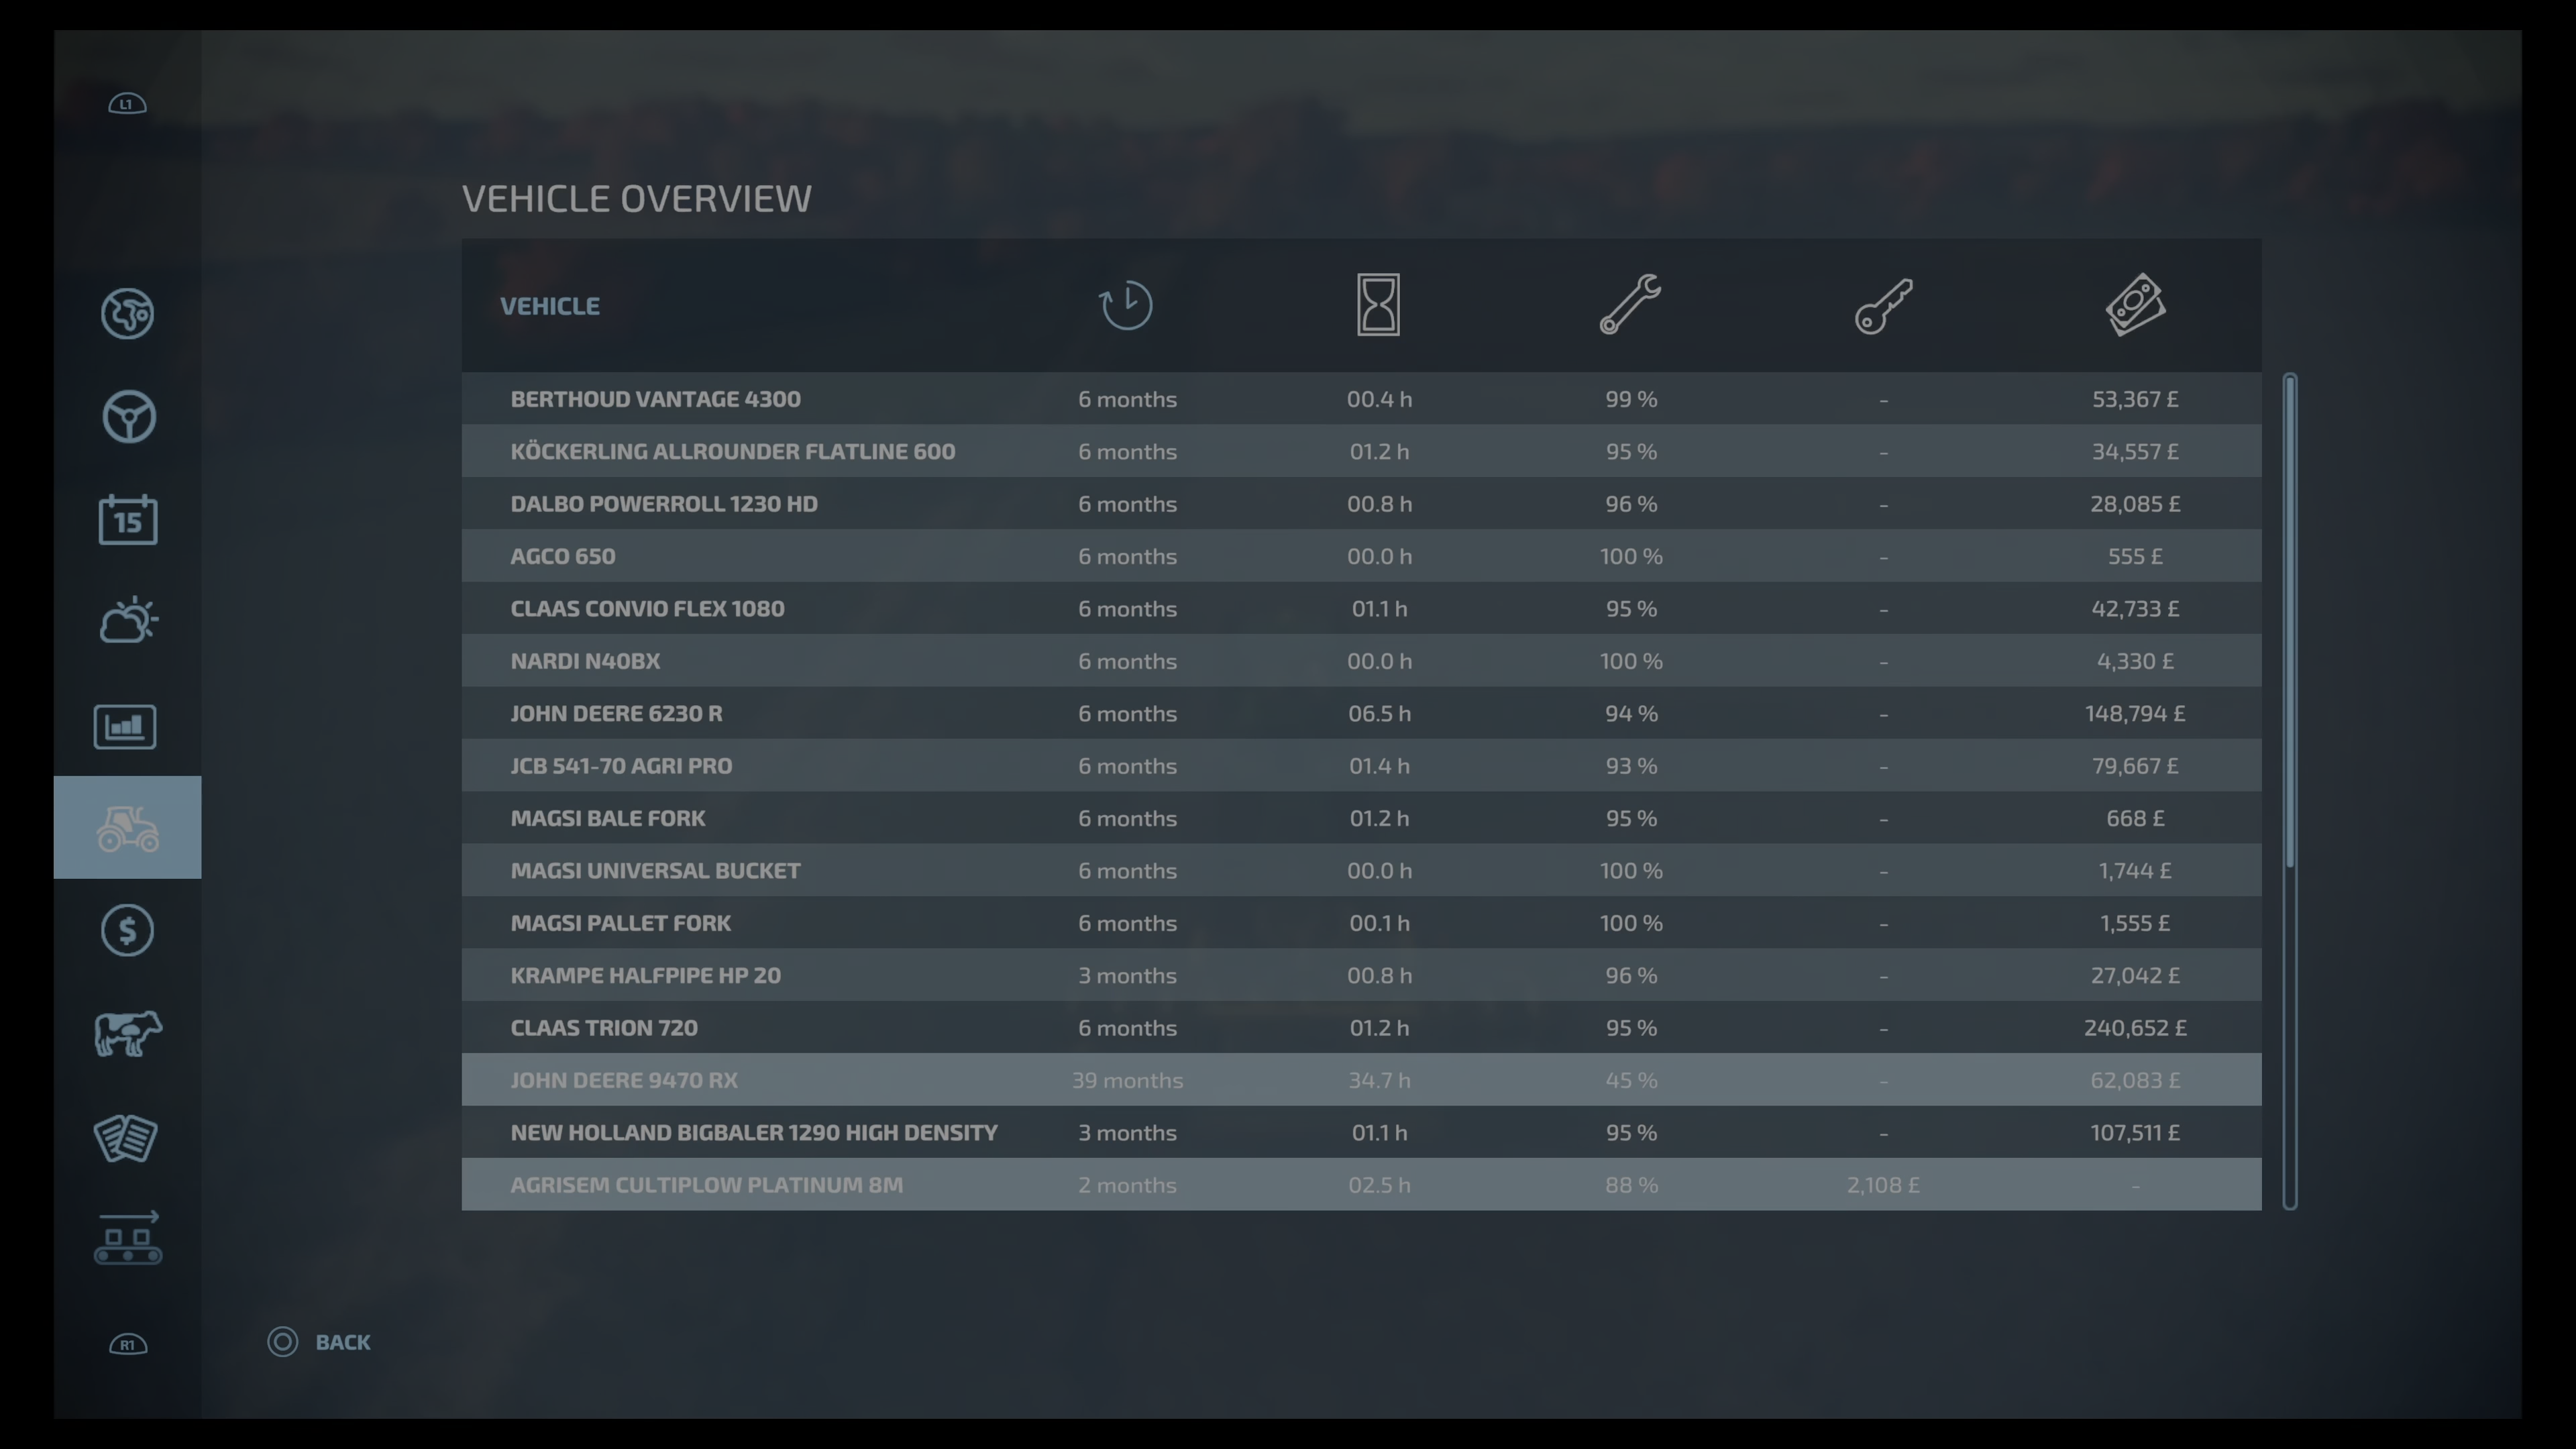 L1
VEHICLE OVERVIEW
VEHICLE
BERTHOUD VANTAGE 4300 6 months 00.4 h 99 % - 53,367 £
KÖCKERLING ALLROUNDER FLATLINE 600 6 months 01.2 h 95 % - 34,557 £
DALBO POWERROLL 1230 HD 6 months 00.8 h 96 % - 28,085 £
AGCO 650 6 months 00.0 h 100 % - 555 £
CLAAS CONVIO FLEX 1080 6 months 01.1 h 95 % - 42,733 £
NARDI N40BX 6 months 00.0 h 100 % - 4,330 £
JOHN DEERE 6230 R 6 months 06.5 h 94 % - 148,794 £
JCB 541-70 AGRI PRO 6 months 01.4 h 93 % - 79,667 £
MAGSI BALE FORK 6 months 01.2 h 95 % - 668 £
MAGSI UNIVERSAL BUCKET 6 months 00.0 h 100 % - 1,744 £
MAGSI PALLET FORK 6 months 00.1 h 100 % - 1,555 £
KRAMPE HALFPIPE HP 20 3 months 00.8 h 96 % - 27,042 £
CLAAS TRION 720 6 months 01.2 h 95 % - 240,652 £
JOHN DEERE 9470 RX 39 months 34.7 h 45 % - 62,083 £
NEW HOLLAND BIGBALER 1290 HIGH DENSITY 3 months 01.1 h 95 % - 107,511 £
AGRISEM CULTIPLOW PLATINUM 8M 2 months 02.5 h 88 % 2,108 £ -
15
$
R1
BACK